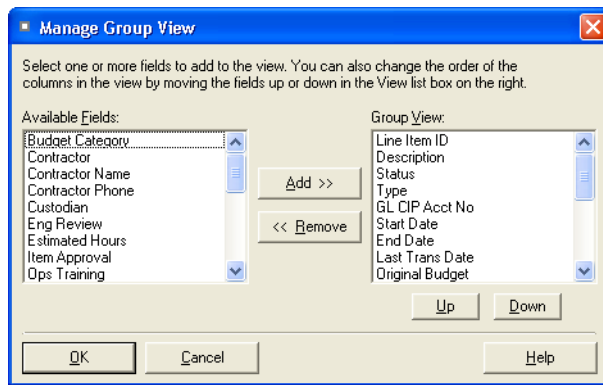 Manage Group View
Select one or more fields to add to the view. You can also change the order of the
columns in the view by moving the fields up or down in the View list box on the right.
Available Fields:
Budget Category
Contractor
Contractor Name
Contractor Phone
Custodian
Eng Review
Estimated Hours
Item Approval
Ops Training
Add >>
<< Remove
Group View:
Line Item ID
Description
Status
Type
GL CIP Acct No
Start Date
End Date
Last Trans Date
Original Budget
Up
Down
OK
Cancel
Help